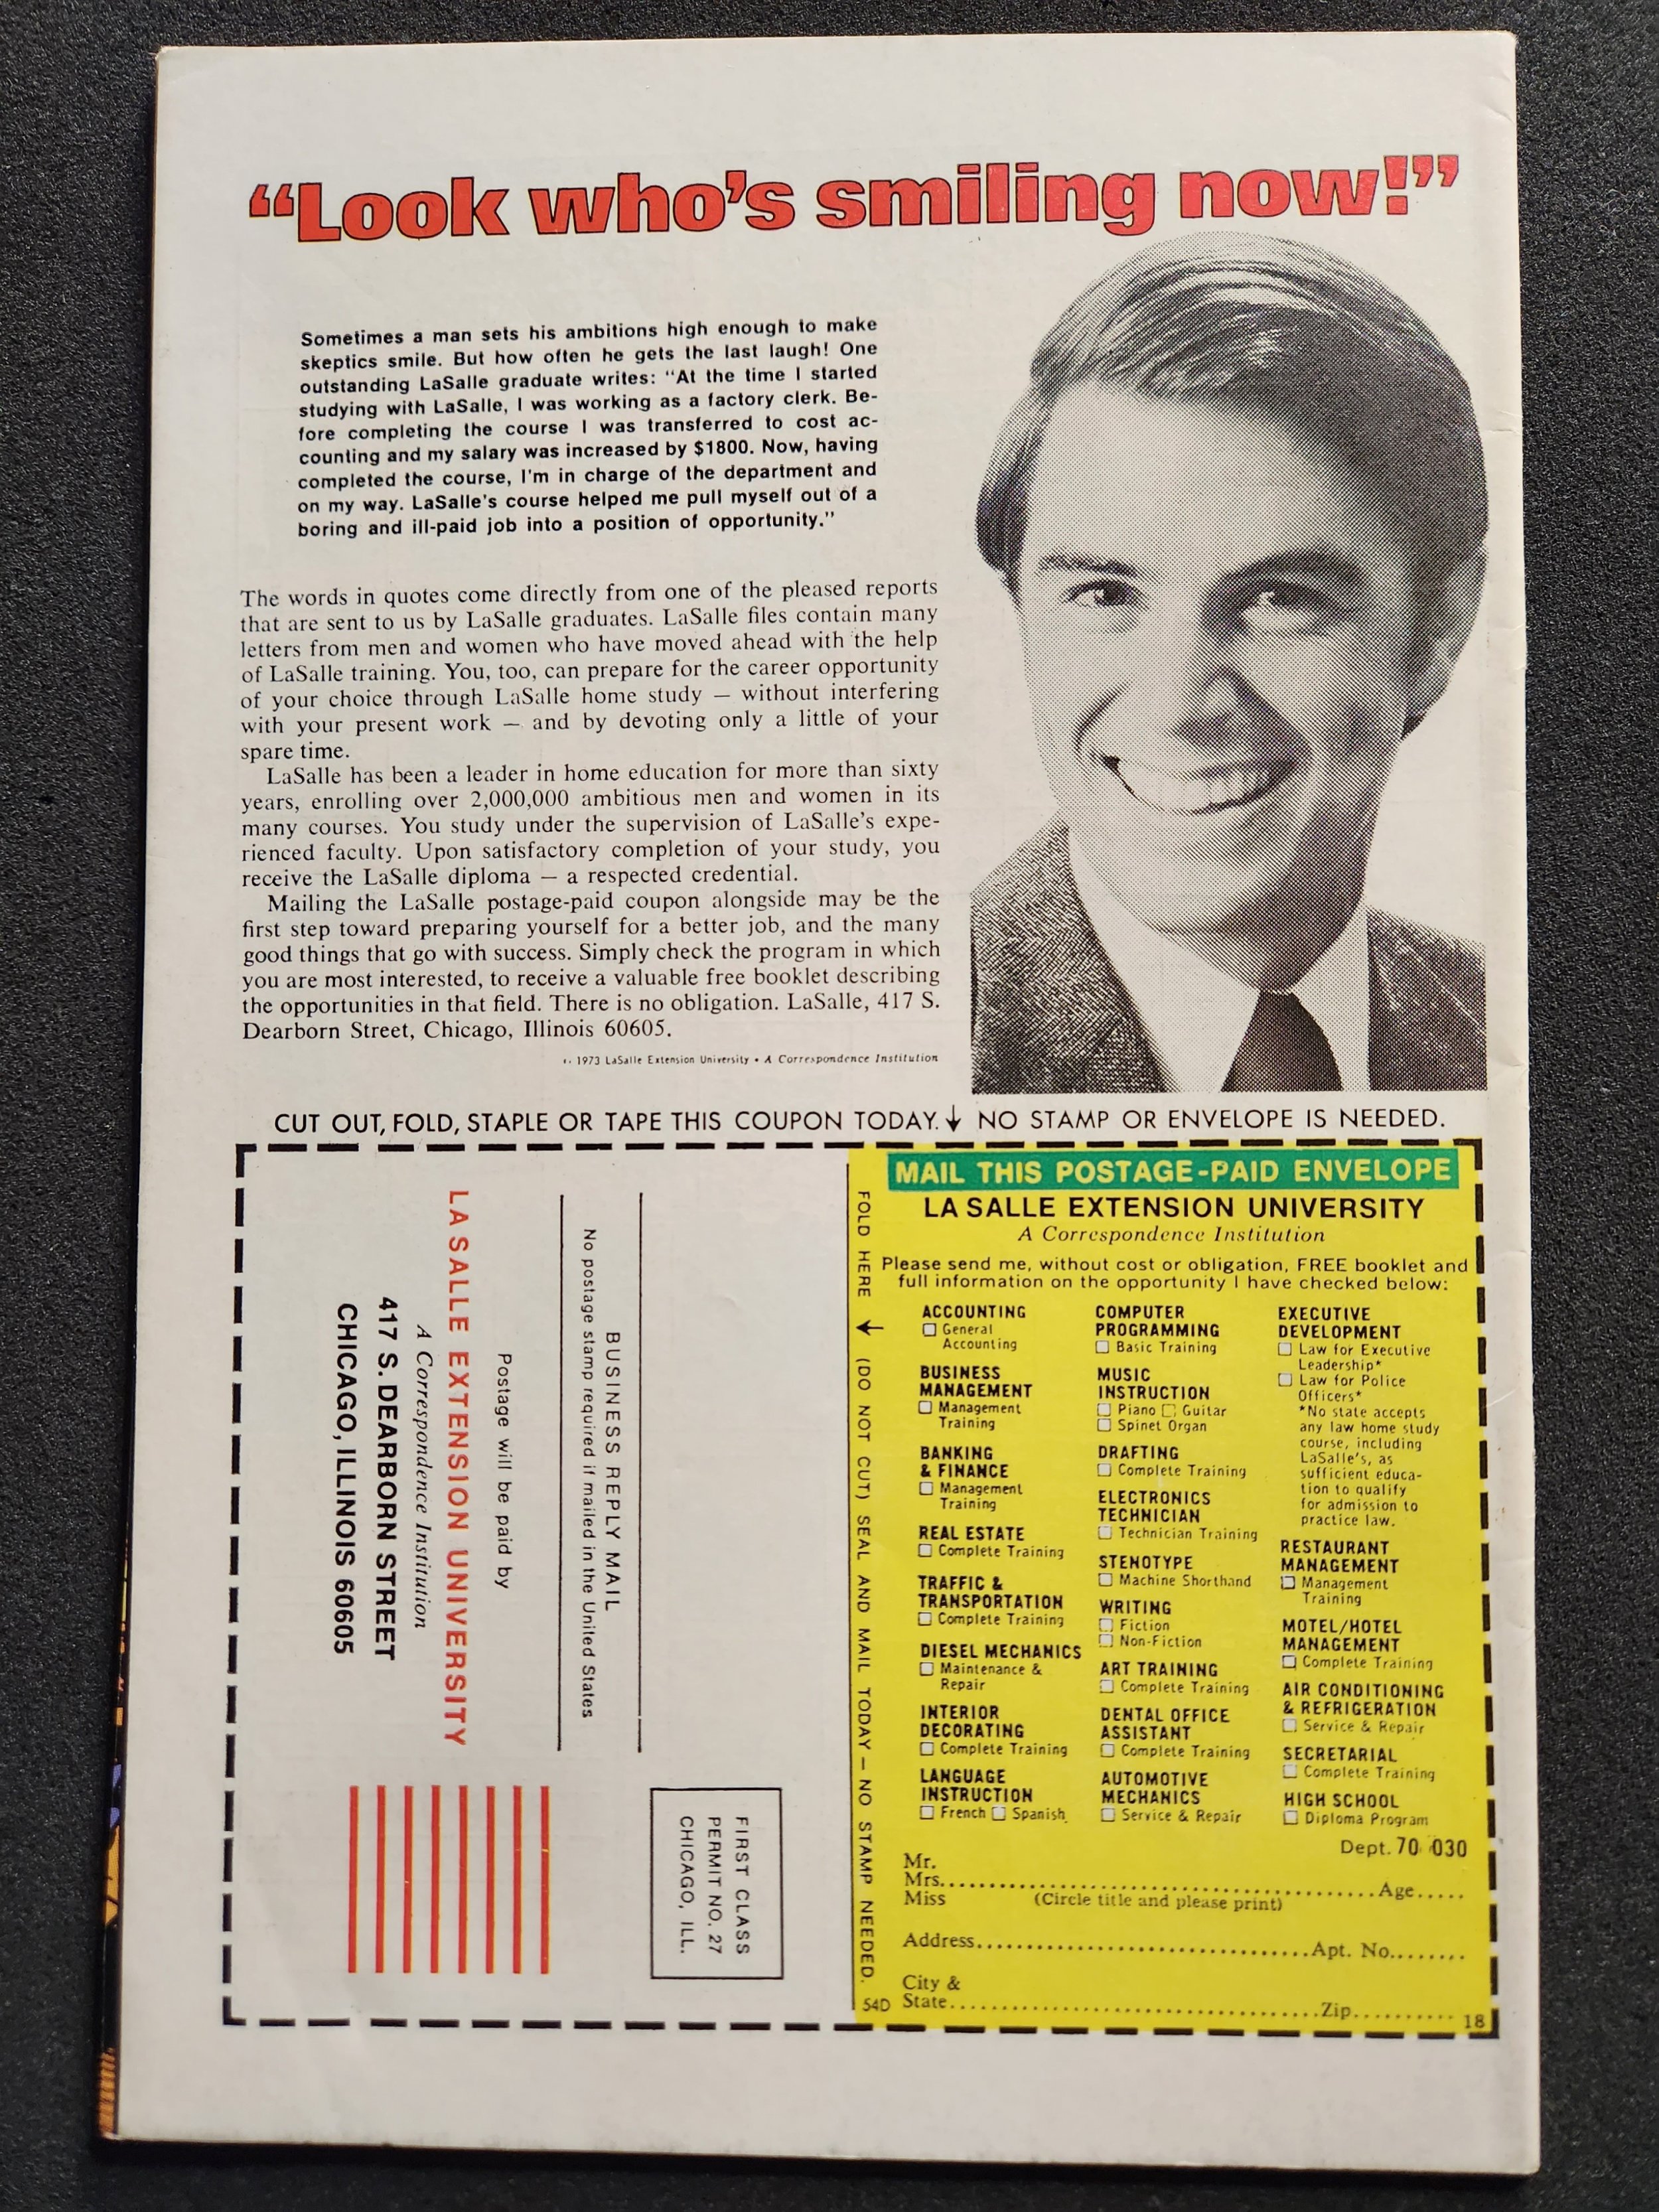 “Look who’s smiling now!”
Sometimes a man sets his ambitions high enough to make
skeptics smile. But how often he gets the last laugh! One
outstanding LaSalle graduate writes: “At the time I started
studying with LaSalle, I was working as a factory clerk. Be-
fore completing the course I was transferred to cost ac-
counting and my salary was increased by $1800. Now, having
completed the course, I’m in charge of the department and
on my way. LaSalle’s course helped me pull myself out of a
boring and ill-paid job into a position of opportunity.”
The words in quotes come directly from one of the pleased reports
that are sent to us by LaSalle graduates. LaSalle files contain many
letters from men and women who have moved ahead with the help
of LaSalle training. You, too, can prepare for the career opportunity
of your choice through LaSalle home study — without interfering
with your present work — and by devoting only a little of your
spare time.
LaSalle has been a leader in home education for more than sixty
years, enrolling over 2,000,000 ambitious men and women in its
many courses. You study under the supervision of LaSalle’s expe-
rienced faculty. Upon satisfactory completion of your study, you
receive the LaSalle diploma — a respected credential.
Mailing the LaSalle postage-paid coupon alongside may be the
first step toward preparing yourself for a better job, and the many
good things that go with success. Simply check the program in which
you are most interested, to receive a valuable free booklet describing
the opportunities in that field. There is no obligation. LaSalle, 417 S.
Dearborn Street, Chicago, Illinois 60605.
1973 LaSalle Extension University • A Correspondence Institution
CUT OUT, FOLD, STAPLE OR TAPE THIS COUPON TODAY. ↓ NO STAMP OR ENVELOPE IS NEEDED.
FIRST CLASS
PERMIT NO. 27
CHICAGO, ILL.
BUSINESS REPLY MAIL
No postage stamp required if mailed in the United States
Postage will be paid by
LA SALLE EXTENSION UNIVERSITY
A Correspondence Institution
417 S. DEARBORN STREET
CHICAGO, ILLINOIS 60605
FOLD HERE ↓ (DO NOT CUT) SEAL AND MAIL TODAY — NO STAMP NEEDED.
54D
MAIL THIS POSTAGE-PAID ENVELOPE
LA SALLE EXTENSION UNIVERSITY
A Correspondence Institution
Please send me, without cost or obligation, FREE booklet and
full information on the opportunity I have checked below:
ACCOUNTING
☐ General
Accounting
BUSINESS
MANAGEMENT
☐ Management
Training
BANKING
& FINANCE
☐ Management
Training
REAL ESTATE
☐ Complete Training
TRAFFIC &
TRANSPORTATION
☐ Complete Training
DIESEL MECHANICS
☐ Maintenance &
Repair
INTERIOR
DECORATING
☐ Complete Training
LANGUAGE
INSTRUCTION
☐ French ☐ Spanish
COMPUTER
PROGRAMMING
☐ Basic Training
MUSIC
INSTRUCTION
☐ Piano ☐ Guitar
☐ Spinet Organ
DRAFTING
☐ Complete Training
ELECTRONICS
TECHNICIAN
☐ Technician Training
STENOTYPE
☐ Machine Shorthand
WRITING
☐ Fiction
☐ Non-Fiction
ART TRAINING
☐ Complete Training
DENTAL OFFICE
ASSISTANT
☐ Complete Training
AUTOMOTIVE
MECHANICS
☐ Service & Repair
EXECUTIVE
DEVELOPMENT
☐ Law for Executive
Leadership*
☐ Law for Police
Officers*
*No state accepts
any law home study
course, including
LaSalle’s, as
sufficient educa-
tion to qualify
for admission to
practice law.
RESTAURANT
MANAGEMENT
☐ Management
Training
MOTEL/HOTEL
MANAGEMENT
☐ Complete Training
AIR CONDITIONING
& REFRIGERATION
☐ Service & Repair
SECRETARIAL
☐ Complete Training
HIGH SCHOOL
☐ Diploma Program
Dept. 70 030
Mr.
Mrs. Age
Miss (Circle title and please print)
Address Apt. No.
City &
State Zip
18